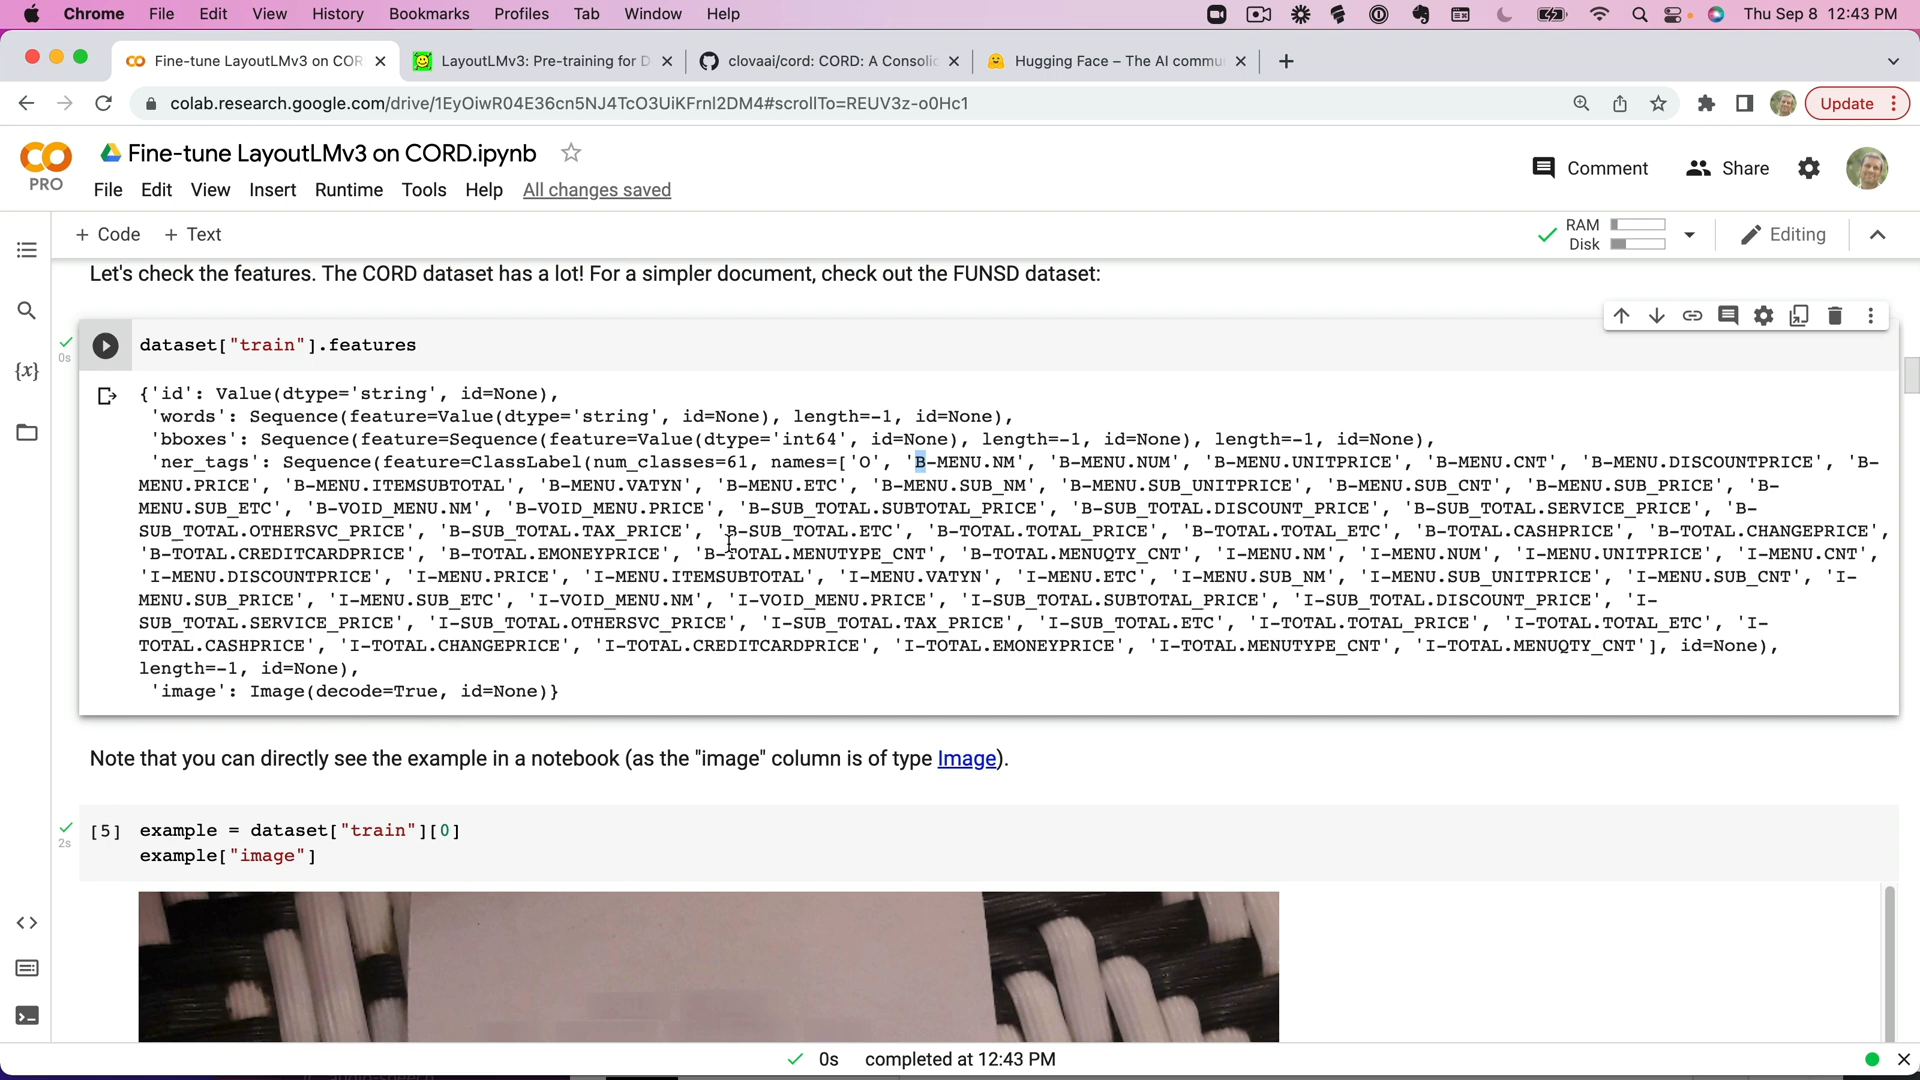 Chrome File Edit View History Bookmarks Profiles Tab Window Help Thu Sep 8 12:43 PM
Fine-tune LayoutLMv3 on COR LayoutLMv3: Pre-training for D clovaai/cord: CORD: A Consolic Hugging Face – The AI commu
colab.research.google.com/drive/1EyOiwR04E36cn5NJ4TcO3UiKFrnl2DM4#scrollTo=REUV3z-o0Hc1 Update
Fine-tune LayoutLMv3 on CORD.ipynb
PRO
Comment Share
File Edit View Insert Runtime Tools Help All changes saved
+ Code + Text
RAM
Disk
Editing
Let's check the features. The CORD dataset has a lot! For a simpler document, check out the FUNSD dataset:
0s
dataset["train"].features
{x}
{'id': Value(dtype='string', id=None),
'words': Sequence(feature=Value(dtype='string', id=None), length=-1, id=None),
'bboxes': Sequence(feature=Sequence(feature=Value(dtype='int64', id=None), length=-1, id=None), length=-1, id=None),
'ner_tags': Sequence(feature=ClassLabel(num_classes=61, names=['O', 'B-MENU.NM', 'B-MENU.NUM', 'B-MENU.UNITPRICE', 'B-MENU.CNT', 'B-MENU.DISCOUNTPRICE', 'B-
MENU.PRICE', 'B-MENU.ITEMSUBTOTAL', 'B-MENU.VATYN', 'B-MENU.ETC', 'B-MENU.SUB_NM', 'B-MENU.SUB_UNITPRICE', 'B-MENU.SUB_CNT', 'B-MENU.SUB_PRICE', 'B-
MENU.SUB_ETC', 'B-VOID_MENU.NM', 'B-VOID_MENU.PRICE', 'B-SUB_TOTAL.SUBTOTAL_PRICE', 'B-SUB_TOTAL.DISCOUNT_PRICE', 'B-SUB_TOTAL.SERVICE_PRICE', 'B-
SUB_TOTAL.OTHERSVC_PRICE', 'B-SUB_TOTAL.TAX_PRICE', 'B-SUB_TOTAL.ETC', 'B-TOTAL.TOTAL_PRICE', 'B-TOTAL.TOTAL_ETC', 'B-TOTAL.CASHPRICE', 'B-TOTAL.CHANGEPRICE',
'B-TOTAL.CREDITCARDPRICE', 'B-TOTAL.EMONEYPRICE', 'B-TOTAL.MENUTYPE_CNT', 'B-TOTAL.MENUQTY_CNT', 'I-MENU.NM', 'I-MENU.NUM', 'I-MENU.UNITPRICE', 'I-MENU.CNT',
'I-MENU.DISCOUNTPRICE', 'I-MENU.PRICE', 'I-MENU.ITEMSUBTOTAL', 'I-MENU.VATYN', 'I-MENU.ETC', 'I-MENU.SUB_NM', 'I-MENU.SUB_UNITPRICE', 'I-MENU.SUB_CNT', 'I-
MENU.SUB_PRICE', 'I-MENU.SUB_ETC', 'I-VOID_MENU.NM', 'I-VOID_MENU.PRICE', 'I-SUB_TOTAL.SUBTOTAL_PRICE', 'I-SUB_TOTAL.DISCOUNT_PRICE', 'I-
SUB_TOTAL.SERVICE_PRICE', 'I-SUB_TOTAL.OTHERSVC_PRICE', 'I-SUB_TOTAL.TAX_PRICE', 'I-SUB_TOTAL.ETC', 'I-TOTAL.TOTAL_PRICE', 'I-TOTAL.TOTAL_ETC', 'I-
TOTAL.CASHPRICE', 'I-TOTAL.CHANGEPRICE', 'I-TOTAL.CREDITCARDPRICE', 'I-TOTAL.EMONEYPRICE', 'I-TOTAL.MENUTYPE_CNT', 'I-TOTAL.MENUQTY_CNT'], id=None),
length=-1, id=None),
'image': Image(decode=True, id=None)}
Note that you can directly see the example in a notebook (as the "image" column is of type Image).
2s
[5] example = dataset["train"][0]
example["image"]
0s completed at 12:43 PM